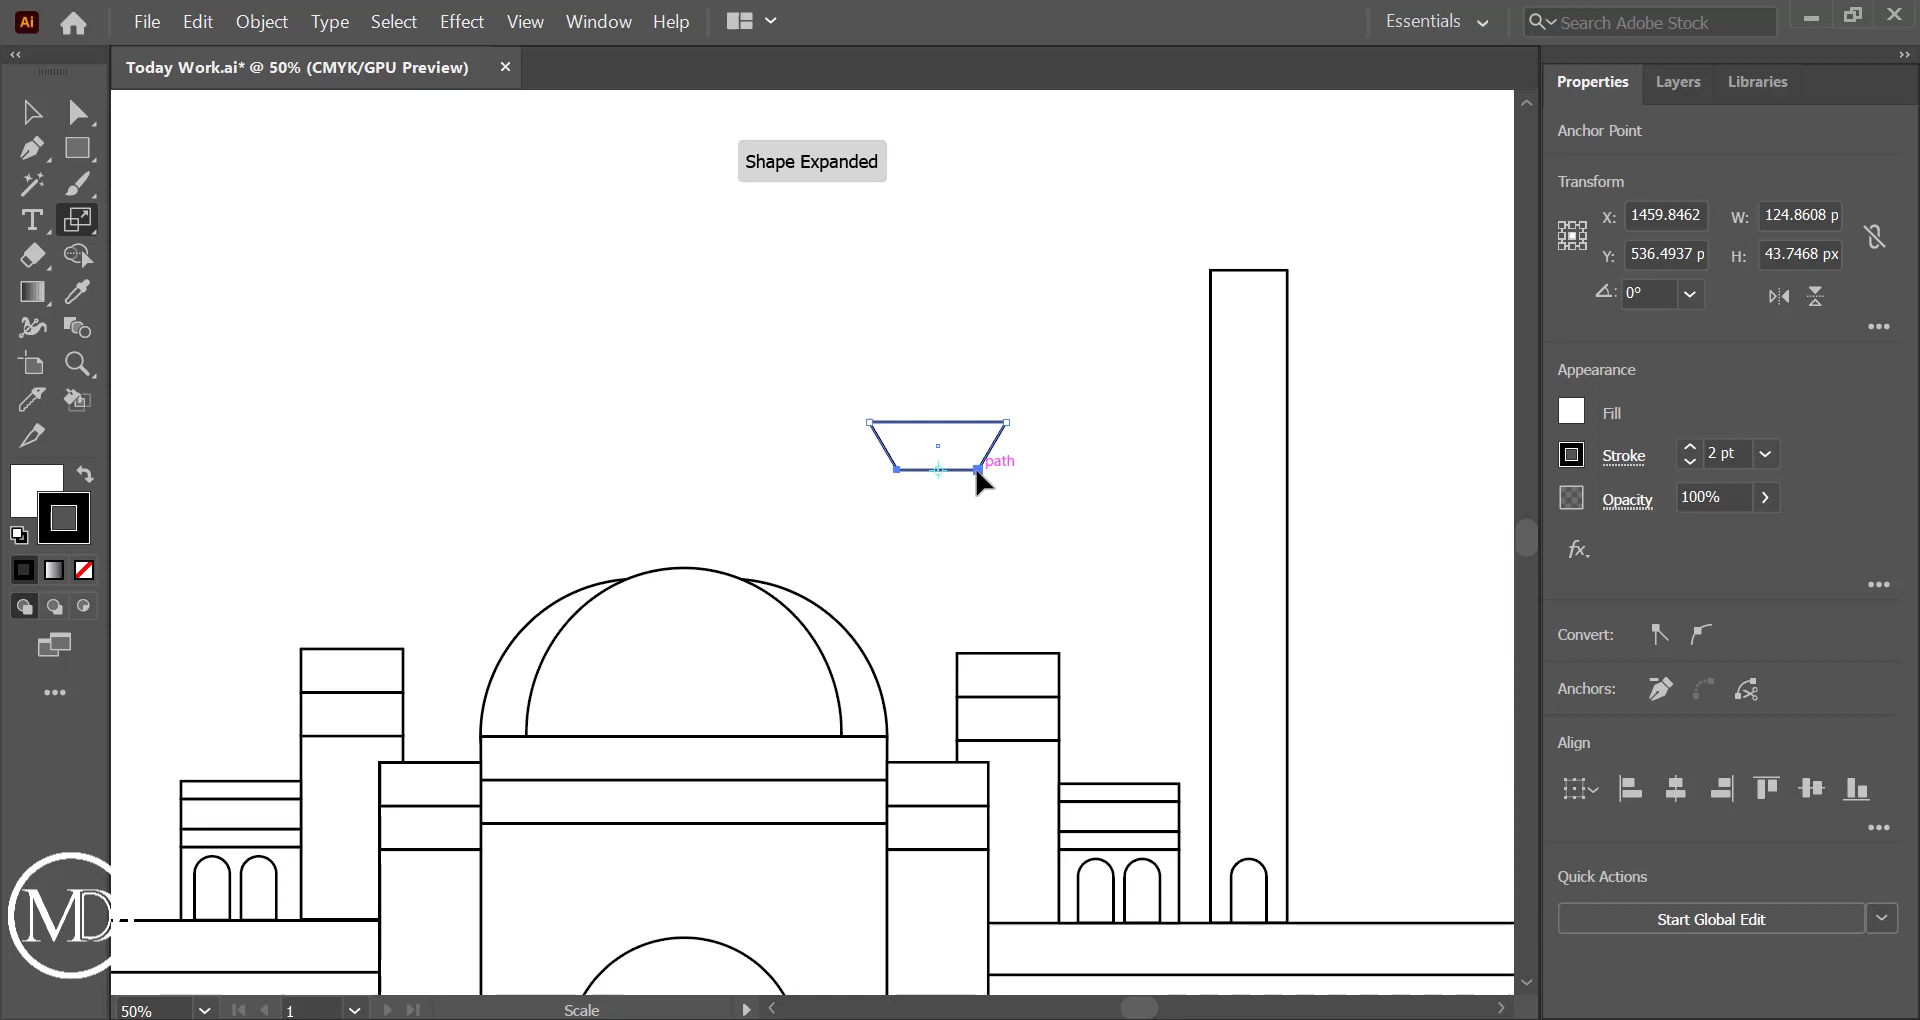 Ai File Edit Object Type Select Effect View Window Help Essentials Search Adobe Stock
Today Work.ai* @ 50% (CMYK/GPU Preview)
Properties Layers Libraries
Anchor Point
Shape Expanded
Transform
X: 1459.8462 W: 124.8608 p
Y: 536.4937 p H: 43.7468 px
0°
Appearance
Fill
Stroke 2 pt
path
Opacity 100%
fx.
Convert:
Anchors:
Align
Quick Actions
Start Global Edit
MD
50% 1 Scale